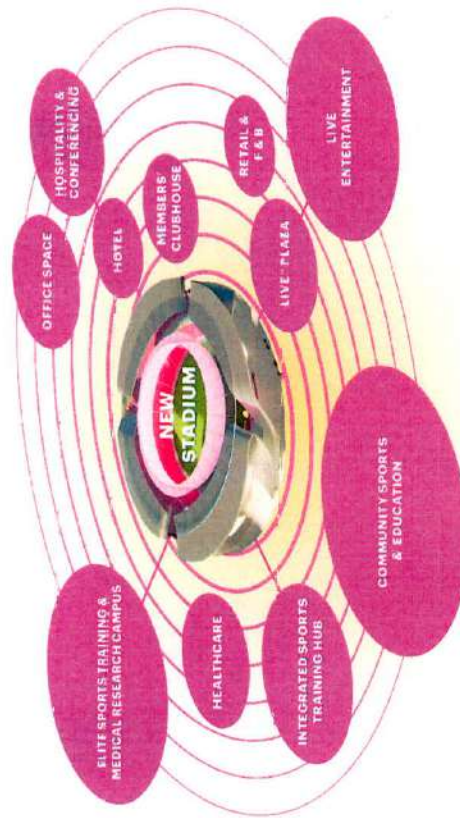 ELITE SPORTS TRAINING &
MEDICAL RESEARCH CAMPUS
OFFICE SPACE
HOSPITALITY &
CONFERENCING
HOTEL
MEMBERS'
CLUBHOUSE
RETAIL &
F&B
NEW
STADIUM
HEALTHCARE
LIVE PLAZA
LIVE
ENTERTAINMENT
INTEGRATED SPORTS
TRAINING HUB
COMMUNITY SPORTS
& EDUCATION